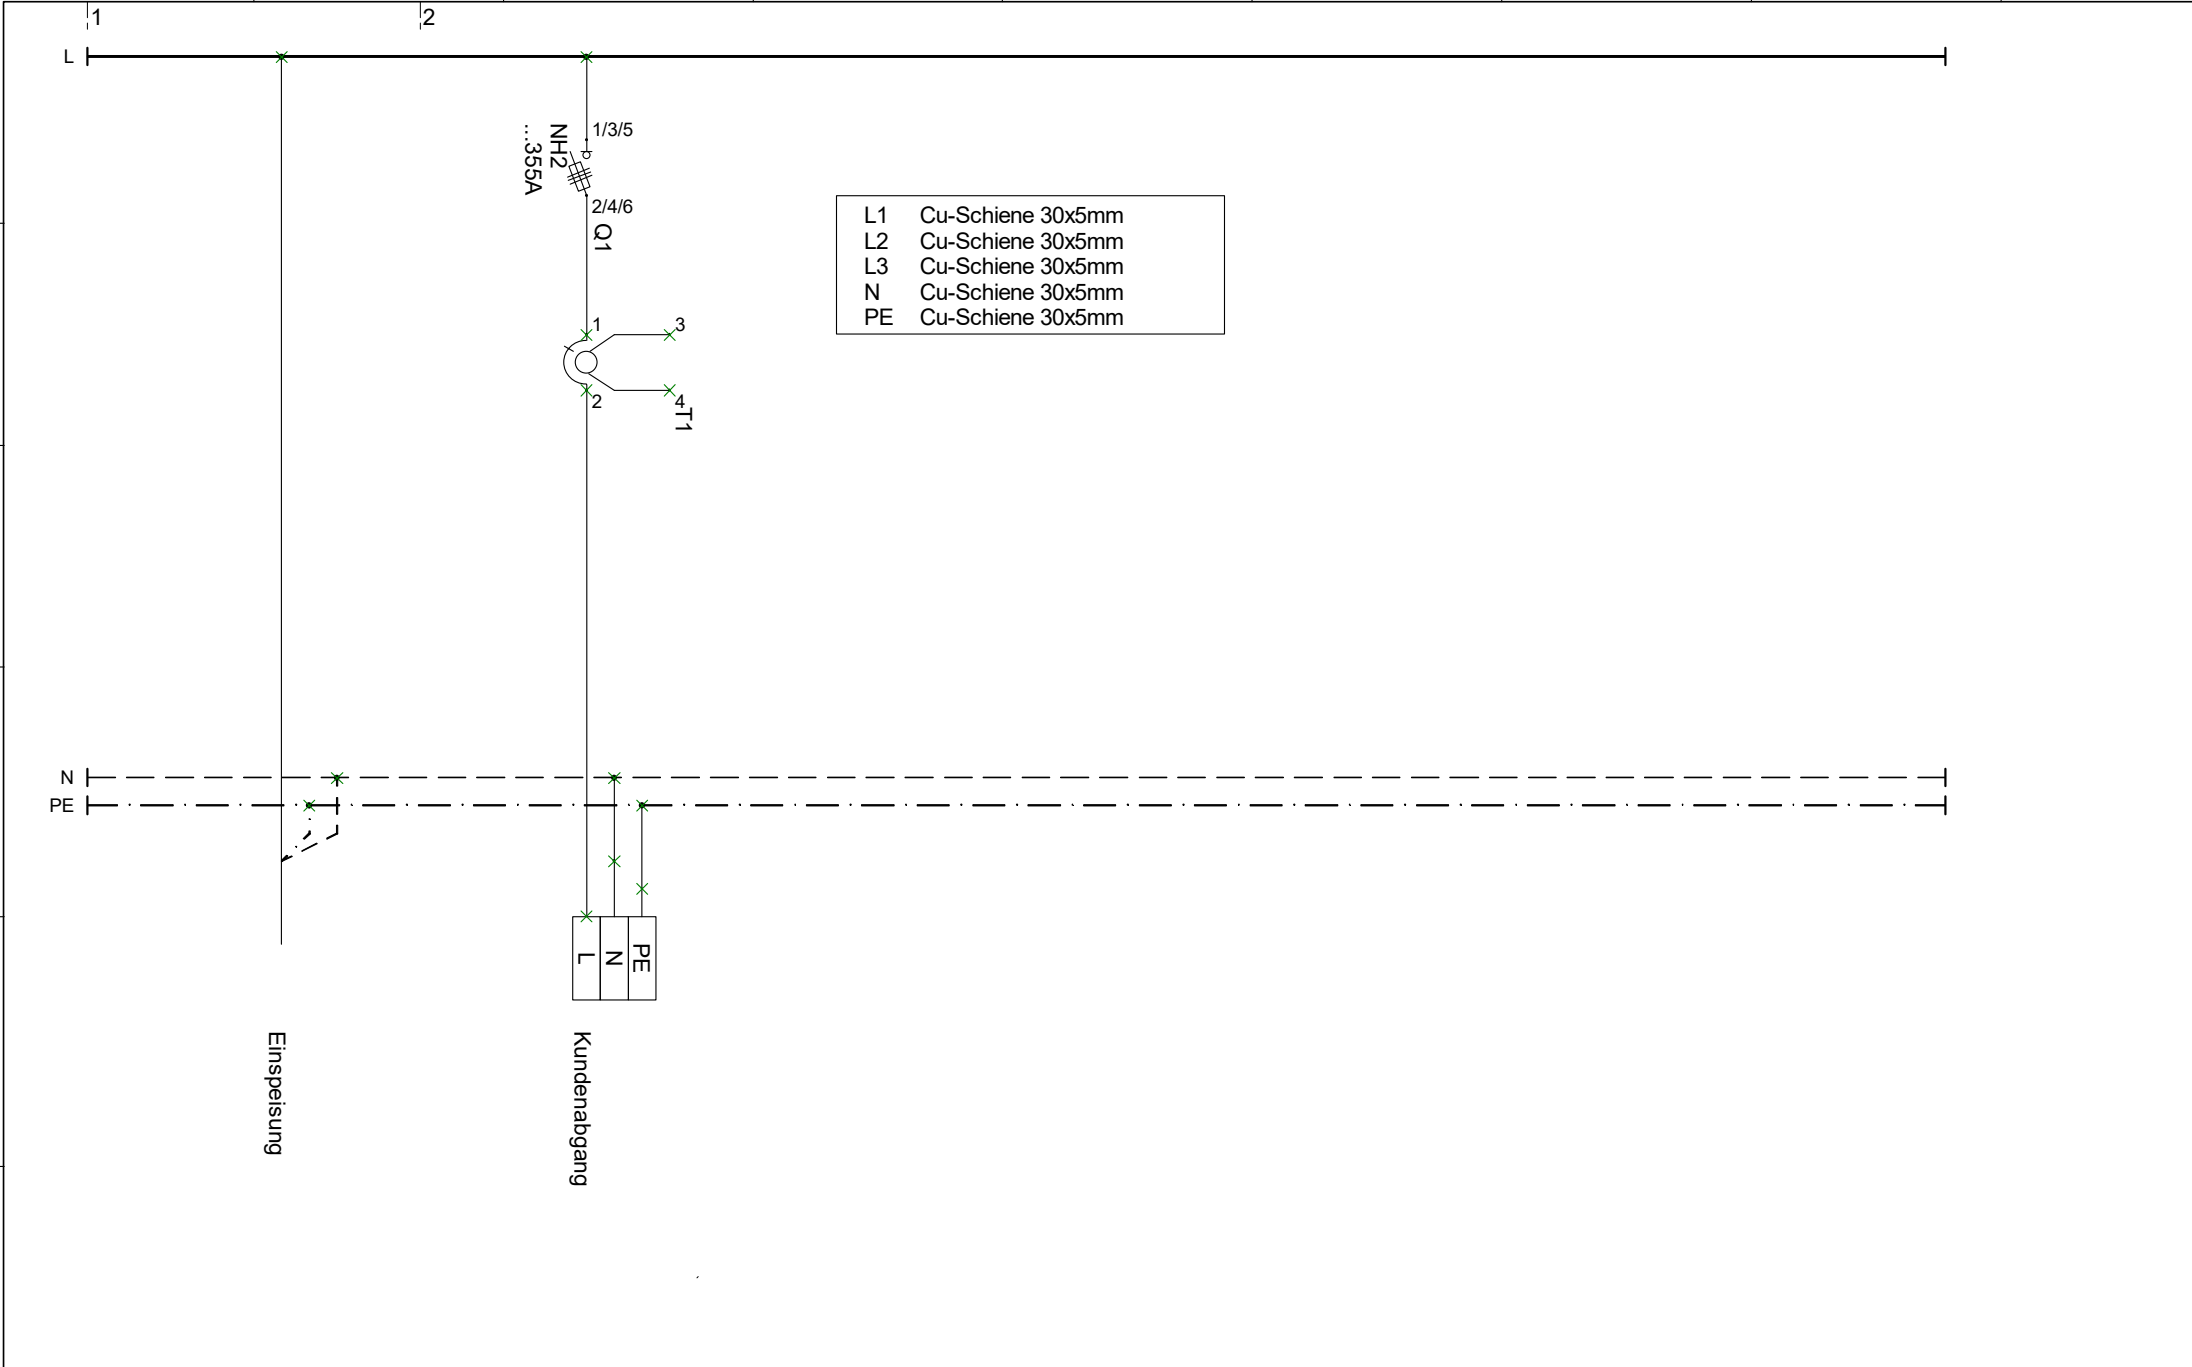 1
2
L
NH2
...355A
1/3/5
2/4/6
Q1
L1 Cu-Schiene 30x5mm
L2 Cu-Schiene 30x5mm
L3 Cu-Schiene 30x5mm
N Cu-Schiene 30x5mm
PE Cu-Schiene 30x5mm
1
3
2
4
T1
N
PE
L
N
PE
Einspeisung
Kundenabgang